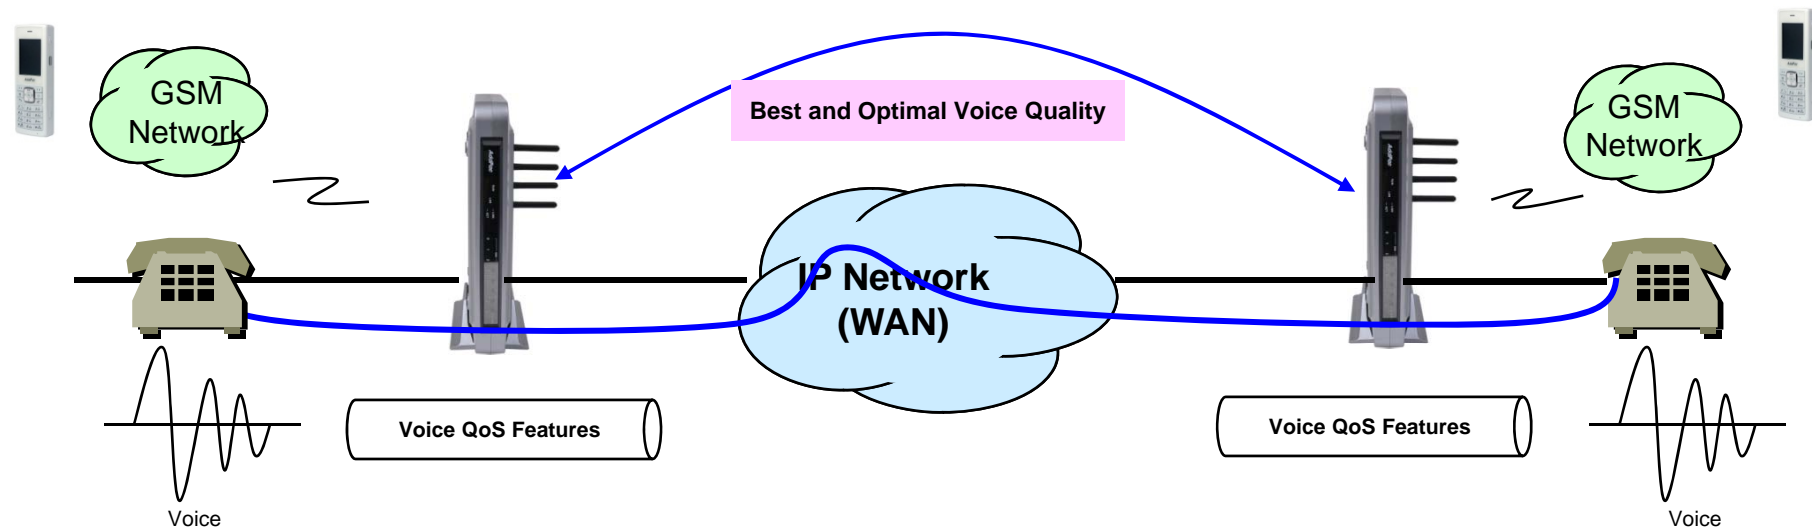 GSM
Network
Best and Optimal Voice Quality
GSM
Network
IP Network
(WAN)
Voice QoS Features
Voice QoS Features
Voice
Voice